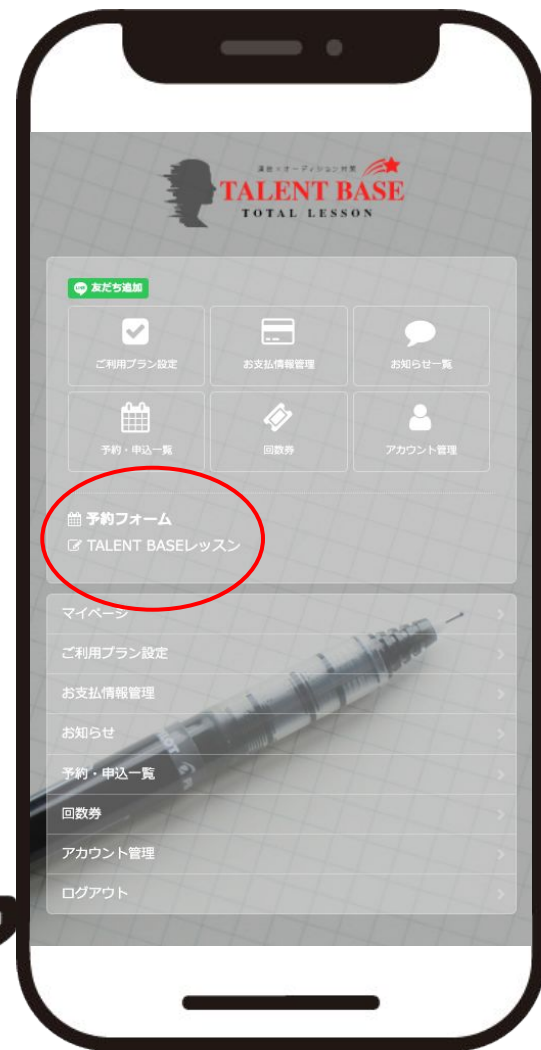 演技×オーディション対策
TALENT BASE
TOTAL LESSON
友だち追加
ご利用プラン設定
お支払情報管理
お知らせ一覧
予約・申込一覧
回数券
アカウント管理
予約フォーム
TALENT BASEレッスン
マイページ
ご利用プラン設定
お支払情報管理
お知らせ
予約・申込一覧
回数券
アカウント管理
ログアウト